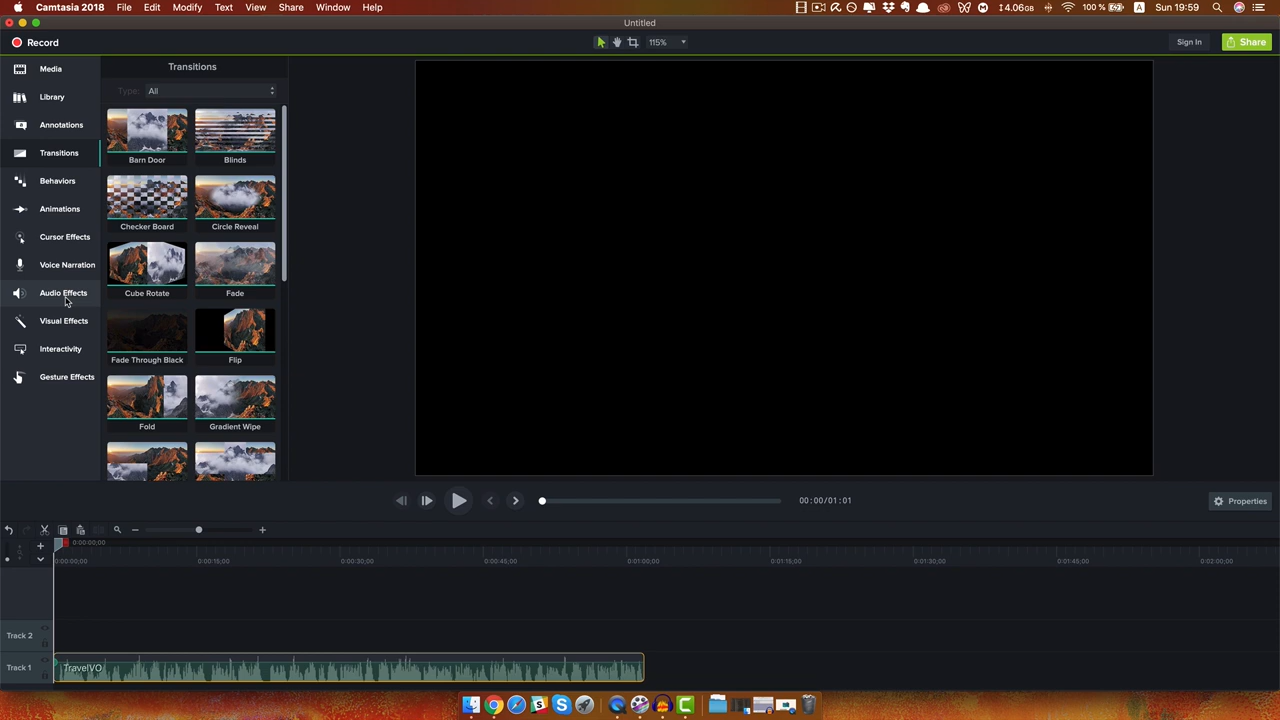 Camtasia 2018 File Edit Modify Text View Share Window Help 4.06GB 100 % A Sun 19:59
Untitled
Record 115% Sign In Share
Media
Library
Annotations
Transitions
Behaviors
Animations
Cursor Effects
Voice Narration
Audio Effects
Visual Effects
Interactivity
Gesture Effects
Transitions
Type: All
Barn Door Blinds
Checker Board Circle Reveal
Cube Rotate Fade
Fade Through Black Flip
Fold Gradient Wipe
00:00/01:01
Properties
0:00:00;00
0:00:00;00 0:00:15;00 0:00:30;00 0:00:45;00 0:01:00;00 0:01:15;00 0:01:30;00 0:01:45;00 0:02:00;00
Track 2
Track 1 TravelVO